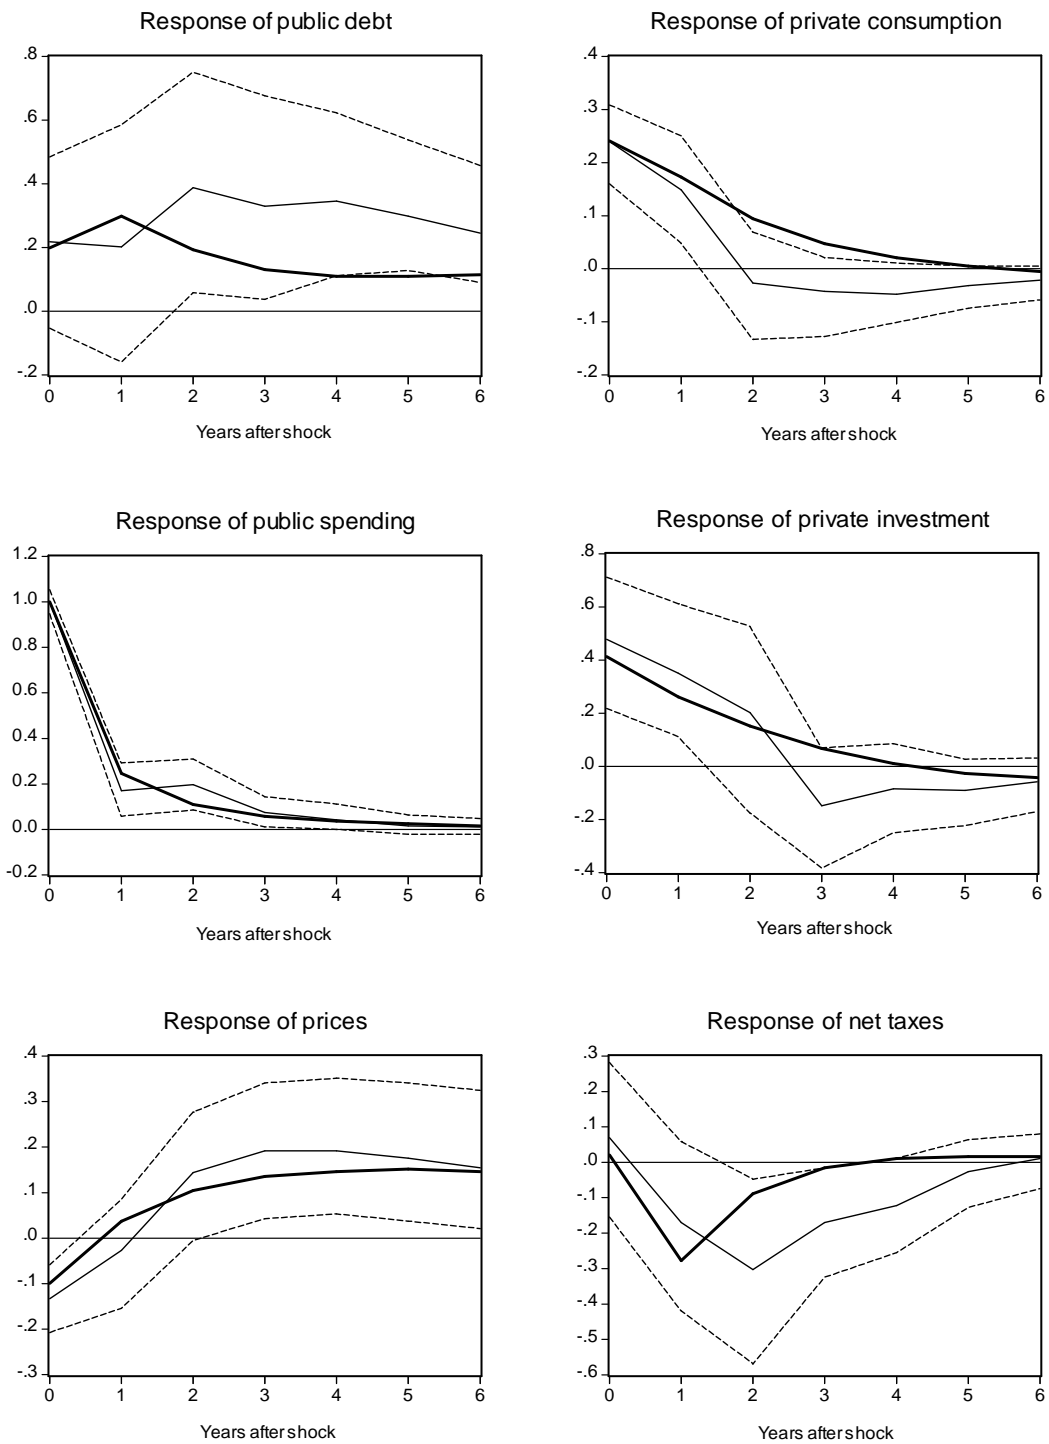 Response of public debt
.8
.6
.4
.2
.0
-.2
0 1 2 3 4 5 6
Years after shock
Response of private consumption
.4
.3
.2
.1
.0
-.1
-.2
0 1 2 3 4 5 6
Years after shock
Response of public spending
1.2
1.0
0.8
0.6
0.4
0.2
0.0
-0.2
0 1 2 3 4 5 6
Years after shock
Response of private investment
.8
.6
.4
.2
.0
-.2
-.4
0 1 2 3 4 5 6
Years after shock
Response of prices
.4
.3
.2
.1
.0
-.1
-.2
-.3
0 1 2 3 4 5 6
Years after shock
Response of net taxes
.3
.2
.1
.0
-.1
-.2
-.3
-.4
-.5
-.6
0 1 2 3 4 5 6
Years after shock